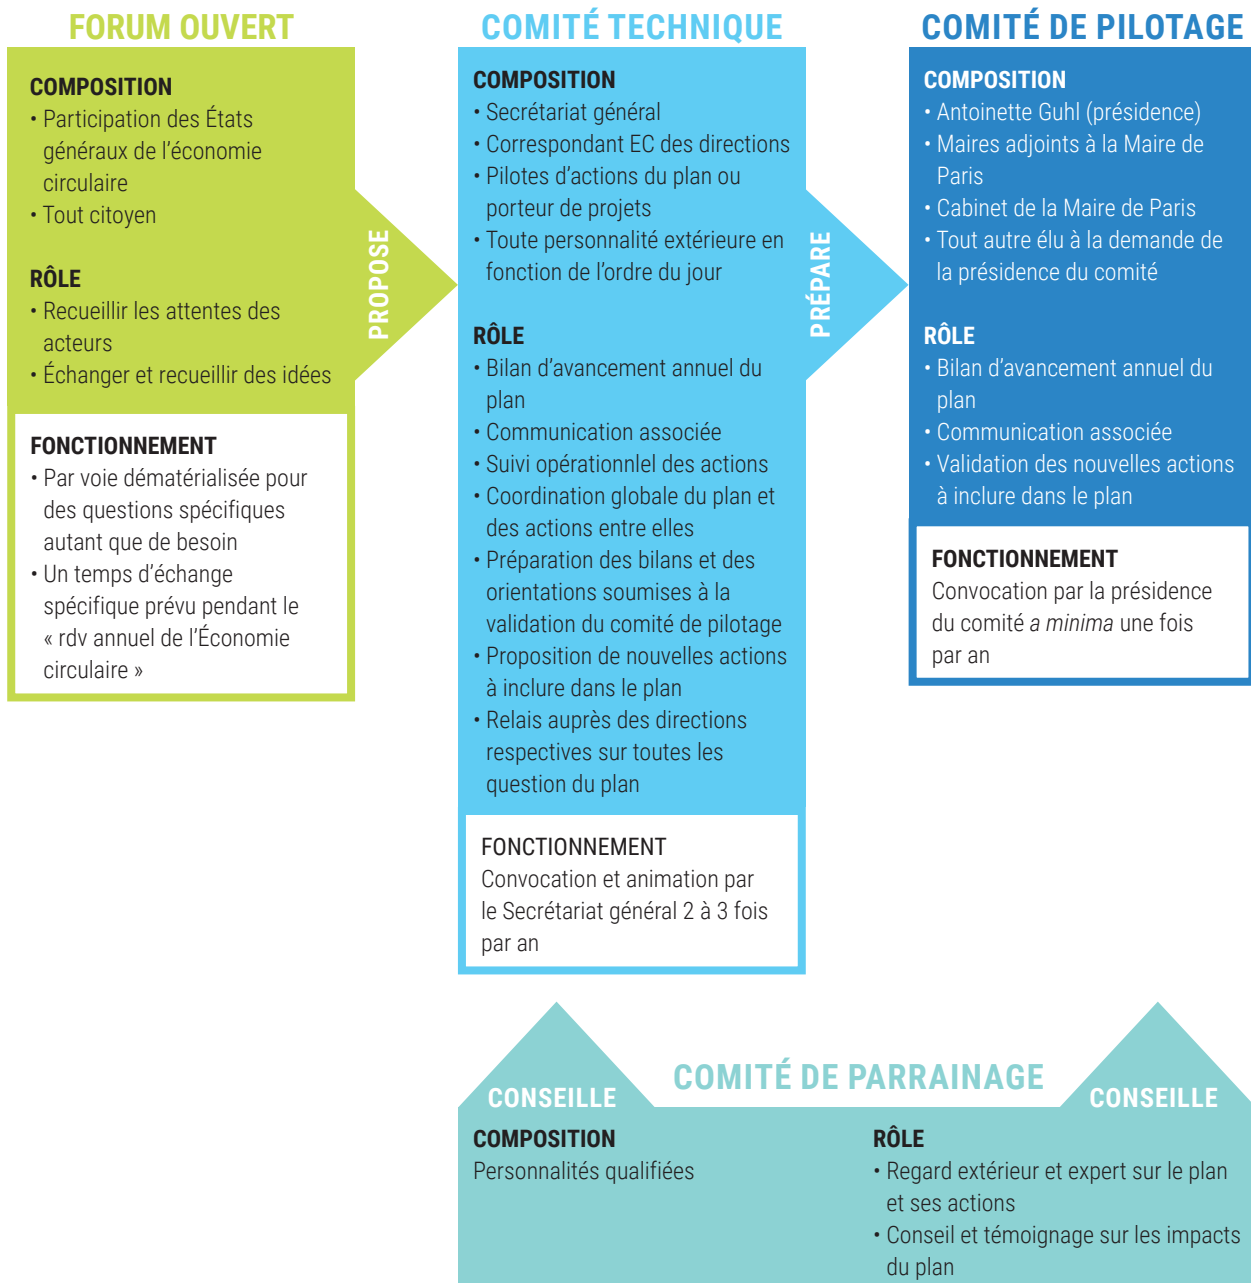 FORUM OUVERT
COMPOSITION
• Participation des États
généraux de l’économie
circulaire
• Tout citoyen
RÔLE
• Recueillir les attentes des
acteurs
• Échanger et recueillir des idées
FONCTIONNEMENT
• Par voie dématérialisée pour
des questions spécifiques
autant que de besoin
• Un temps d’échange
spécifique prévu pendant le
« rdv annuel de l’Économie
circulaire »
PROPOSE
COMITÉ TECHNIQUE
COMPOSITION
• Secrétariat général
• Correspondant EC des directions
• Pilotes d’actions du plan ou
porteur de projets
• Toute personnalité extérieure en
fonction de l’ordre du jour
RÔLE
• Bilan d’avancement annuel du
plan
• Communication associée
• Suivi opérationnlel des actions
• Coordination globale du plan et
des actions entre elles
• Préparation des bilans et des
orientations soumises à la
validation du comité de pilotage
• Proposition de nouvelles actions
à inclure dans le plan
• Relais auprès des directions
respectives sur toutes les
question du plan
FONCTIONNEMENT
Convocation et animation par
le Secrétariat général 2 à 3 fois
par an
PRÉPARE
COMITÉ DE PILOTAGE
COMPOSITION
• Antoinette Guhl (présidence)
• Maires adjoints à la Maire de
Paris
• Cabinet de la Maire de Paris
• Tout autre élu à la demande de
la présidence du comité
RÔLE
• Bilan d’avancement annuel du
plan
• Communication associée
• Validation des nouvelles actions
à inclure dans le plan
FONCTIONNEMENT
Convocation par la présidence
du comité a minima une fois
par an
COMITÉ DE PARRAINAGE
CONSEILLE
CONSEILLE
COMPOSITION
Personnalités qualifiées
RÔLE
• Regard extérieur et expert sur le plan
et ses actions
• Conseil et témoignage sur les impacts
du plan